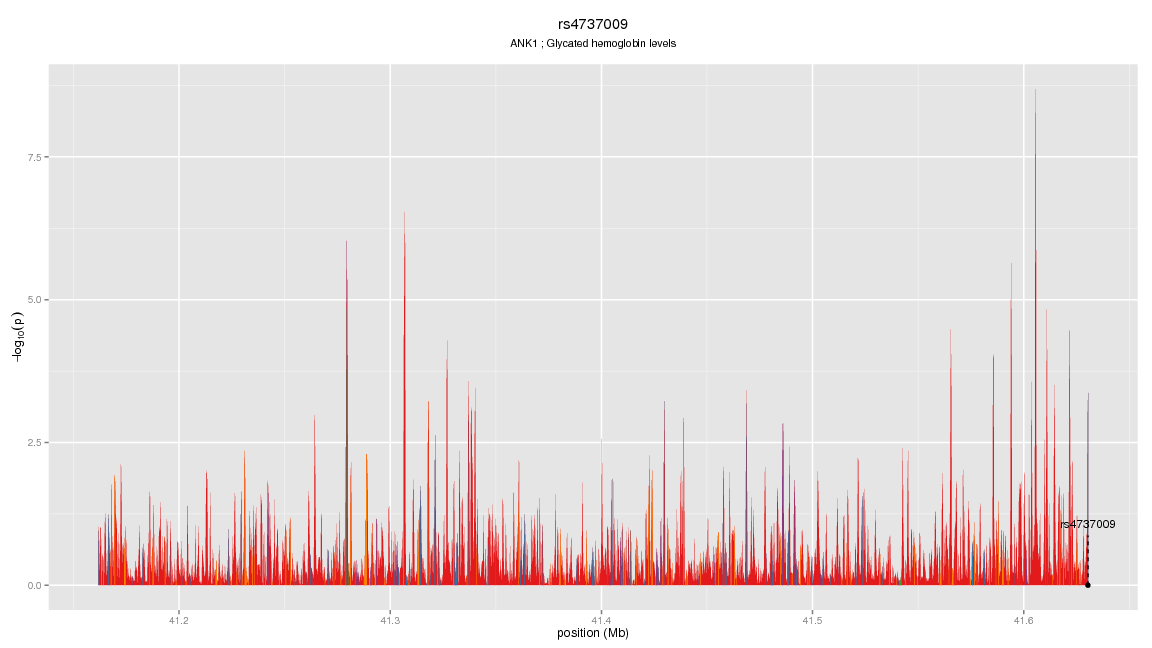 rs4737009
ANK1 ; Glycated hemoglobin levels
7.5
5.0
2.5
0.0
−log10(p)
rs4737009
41.2 41.3 41.4 41.5 41.6
position (Mb)